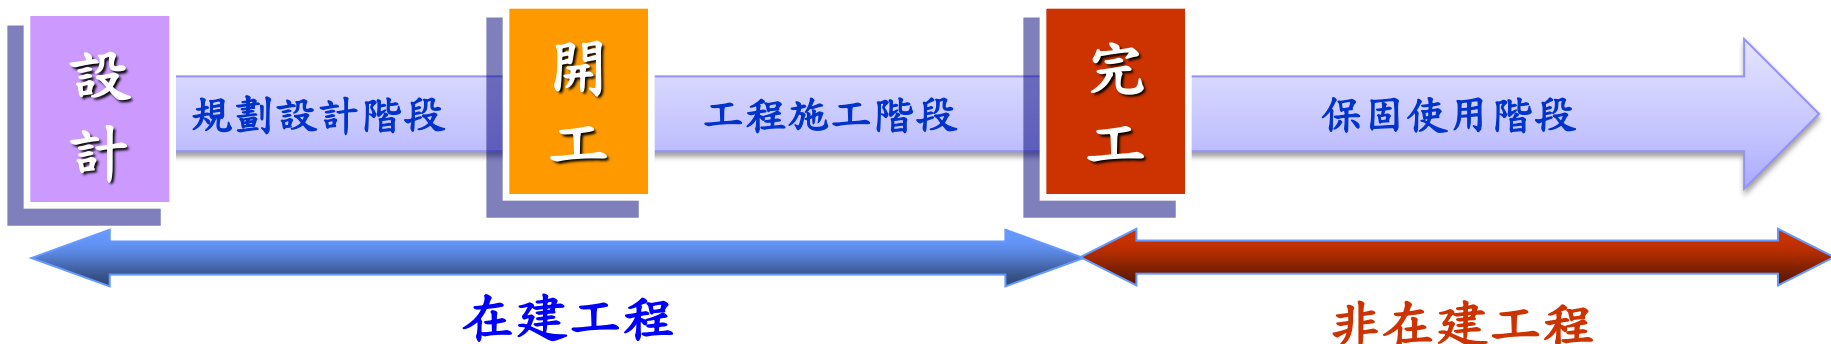 設計
規劃設計階段
開工
工程施工階段
完工
保固使用階段
在建工程
非在建工程